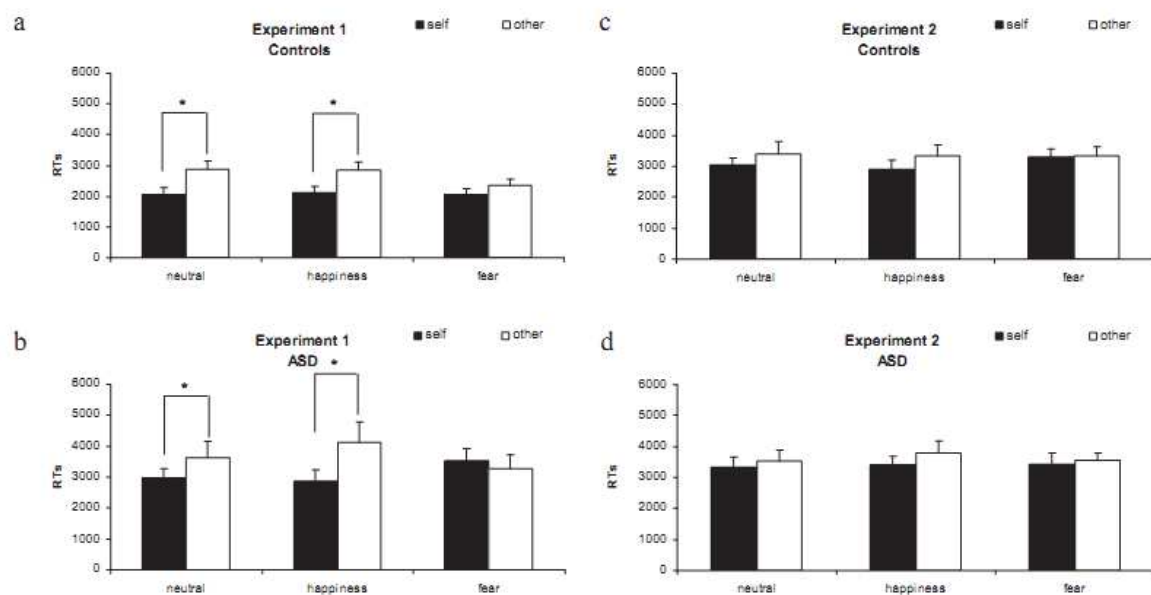 a
Experiment 1
Controls
self
other
RTs
6000
5000
4000
3000
2000
1000
0
*
*
neutral
happiness
fear
c
Experiment 2
Controls
self
other
RTs
6000
5000
4000
3000
2000
1000
0
neutral
happiness
fear
b
Experiment 1
ASD
self
other
RTs
6000
5000
4000
3000
2000
1000
0
*
*
neutral
happiness
fear
d
Experiment 2
ASD
self
other
RTs
6000
5000
4000
3000
2000
1000
0
neutral
happiness
fear